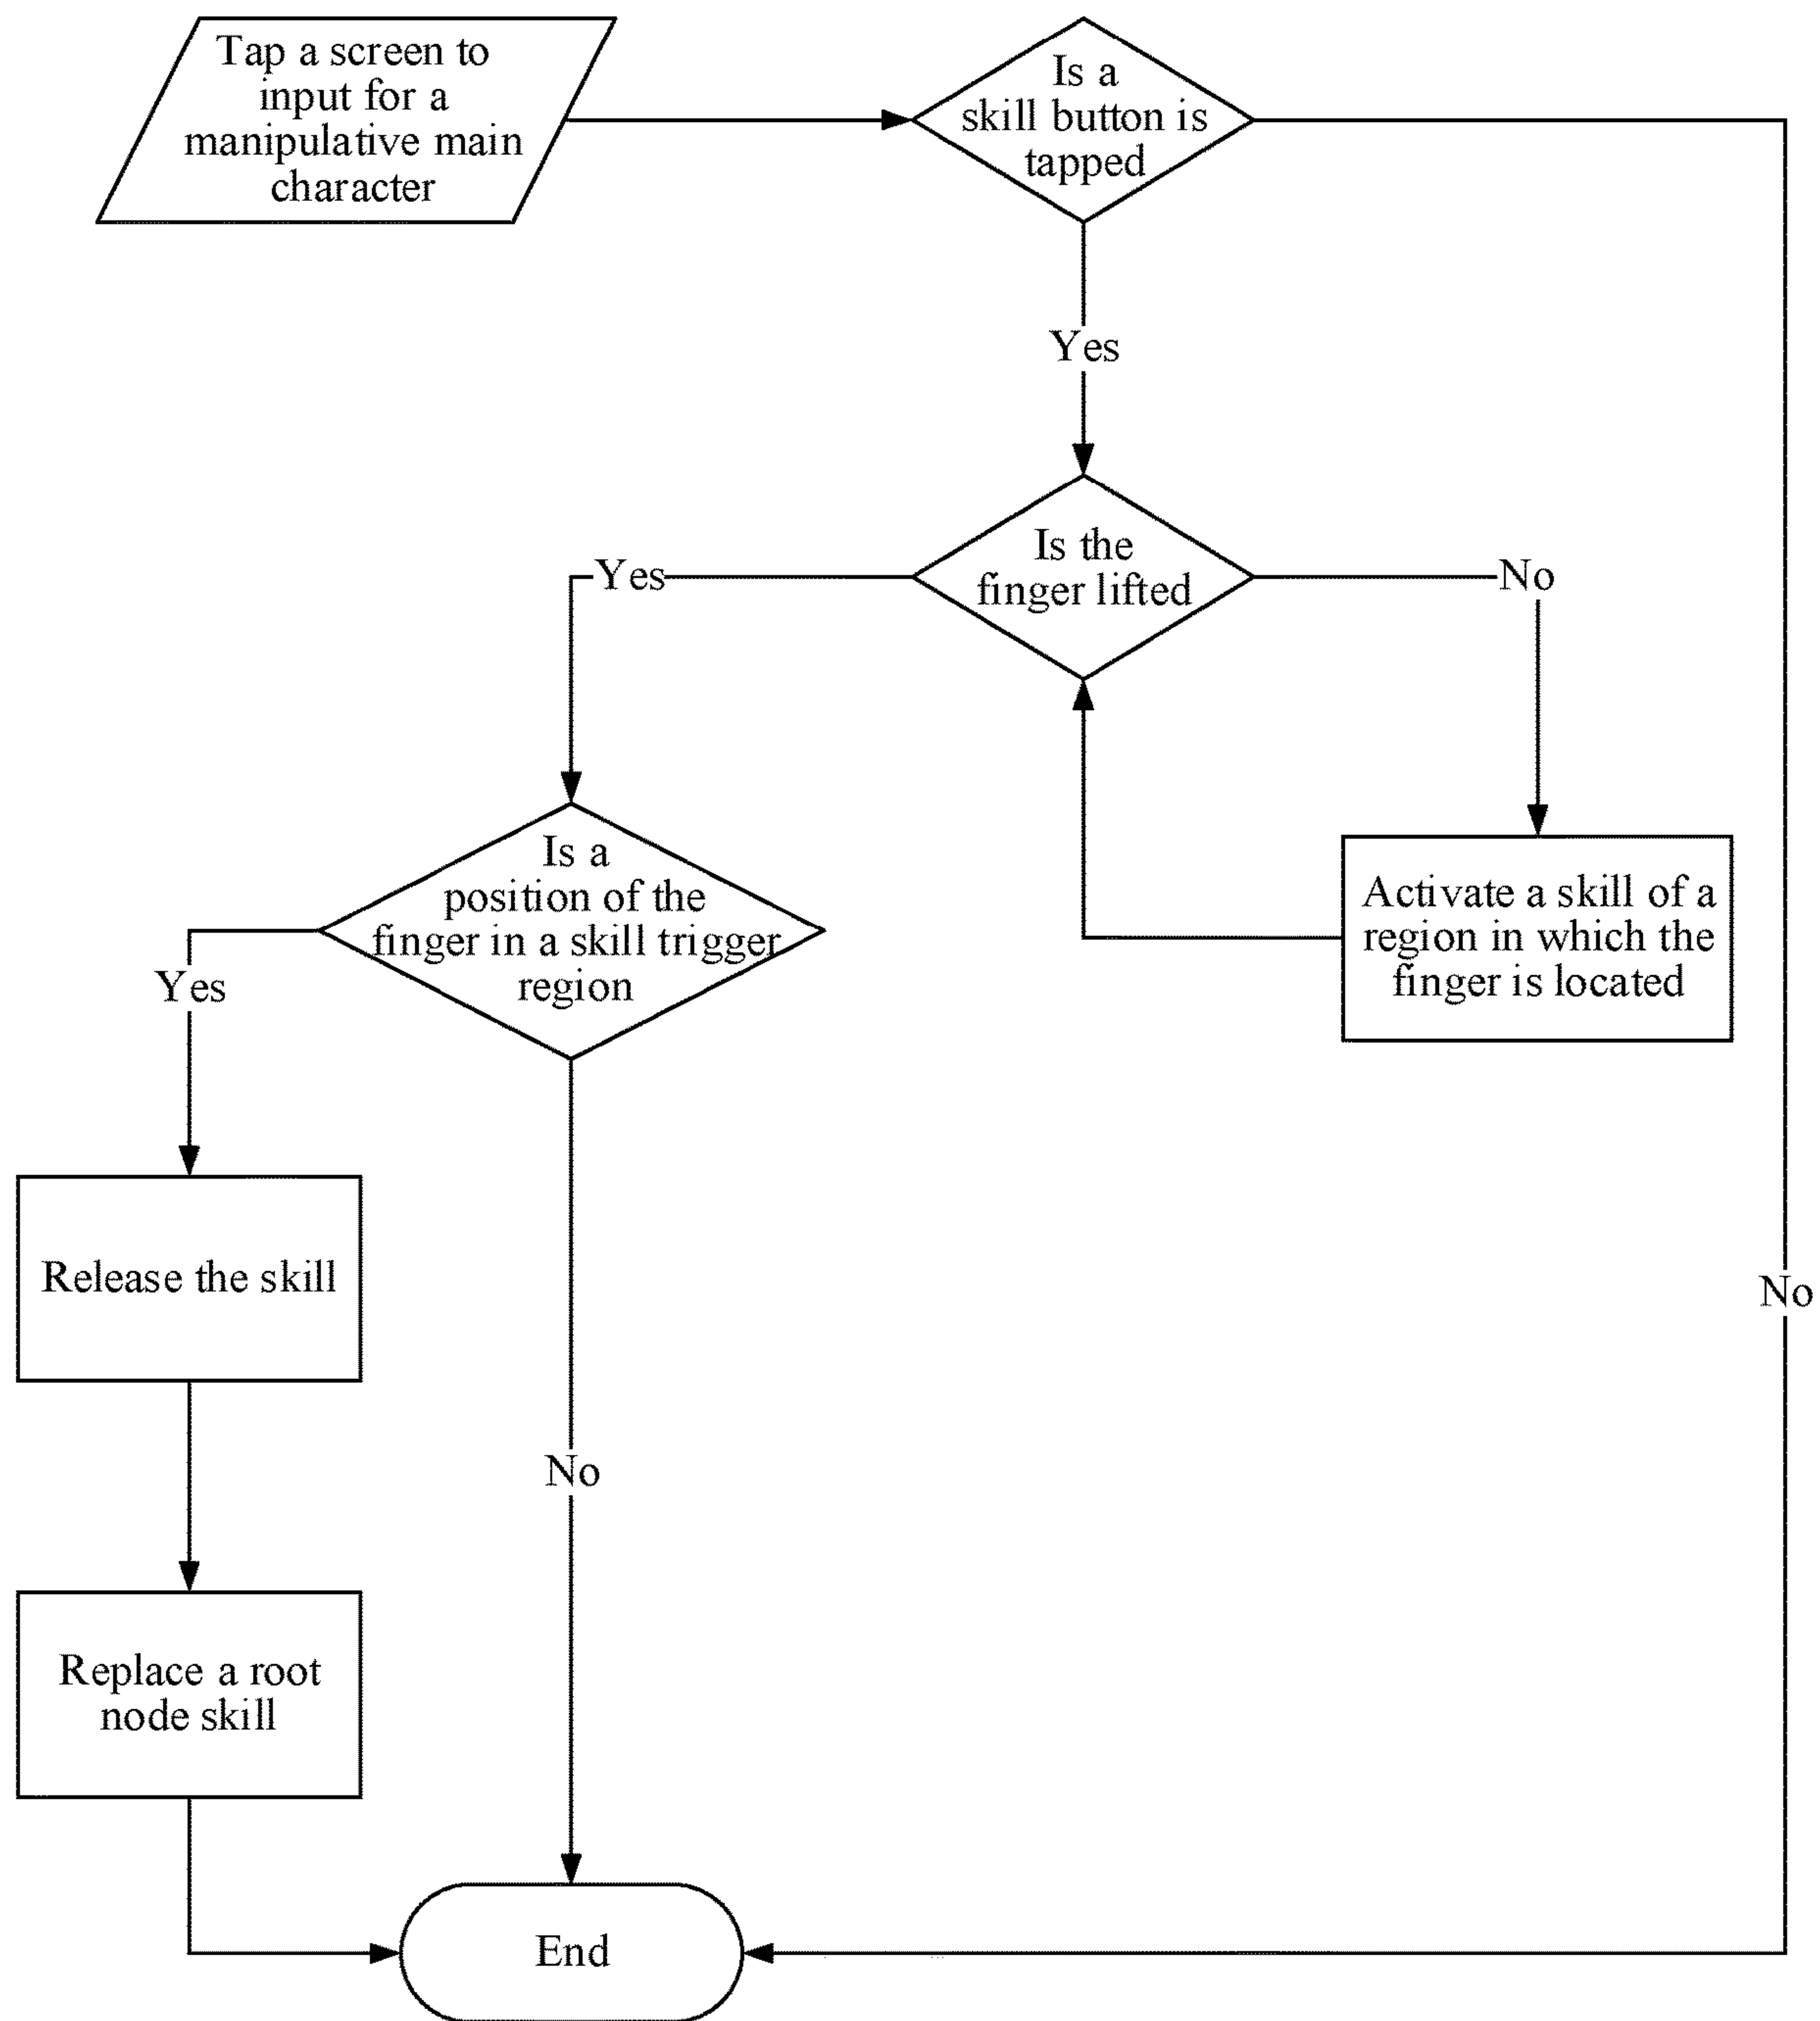 Tap a screen to
input for a
manipulative main
character
Is a
skill button is
tapped
Yes
Is the
finger lifted
Yes
No
Is a
position of the
finger in a skill trigger
region
Activate a skill of a
region in which the
finger is located
Yes
Release the skill
No
No
Replace a root
node skill
End